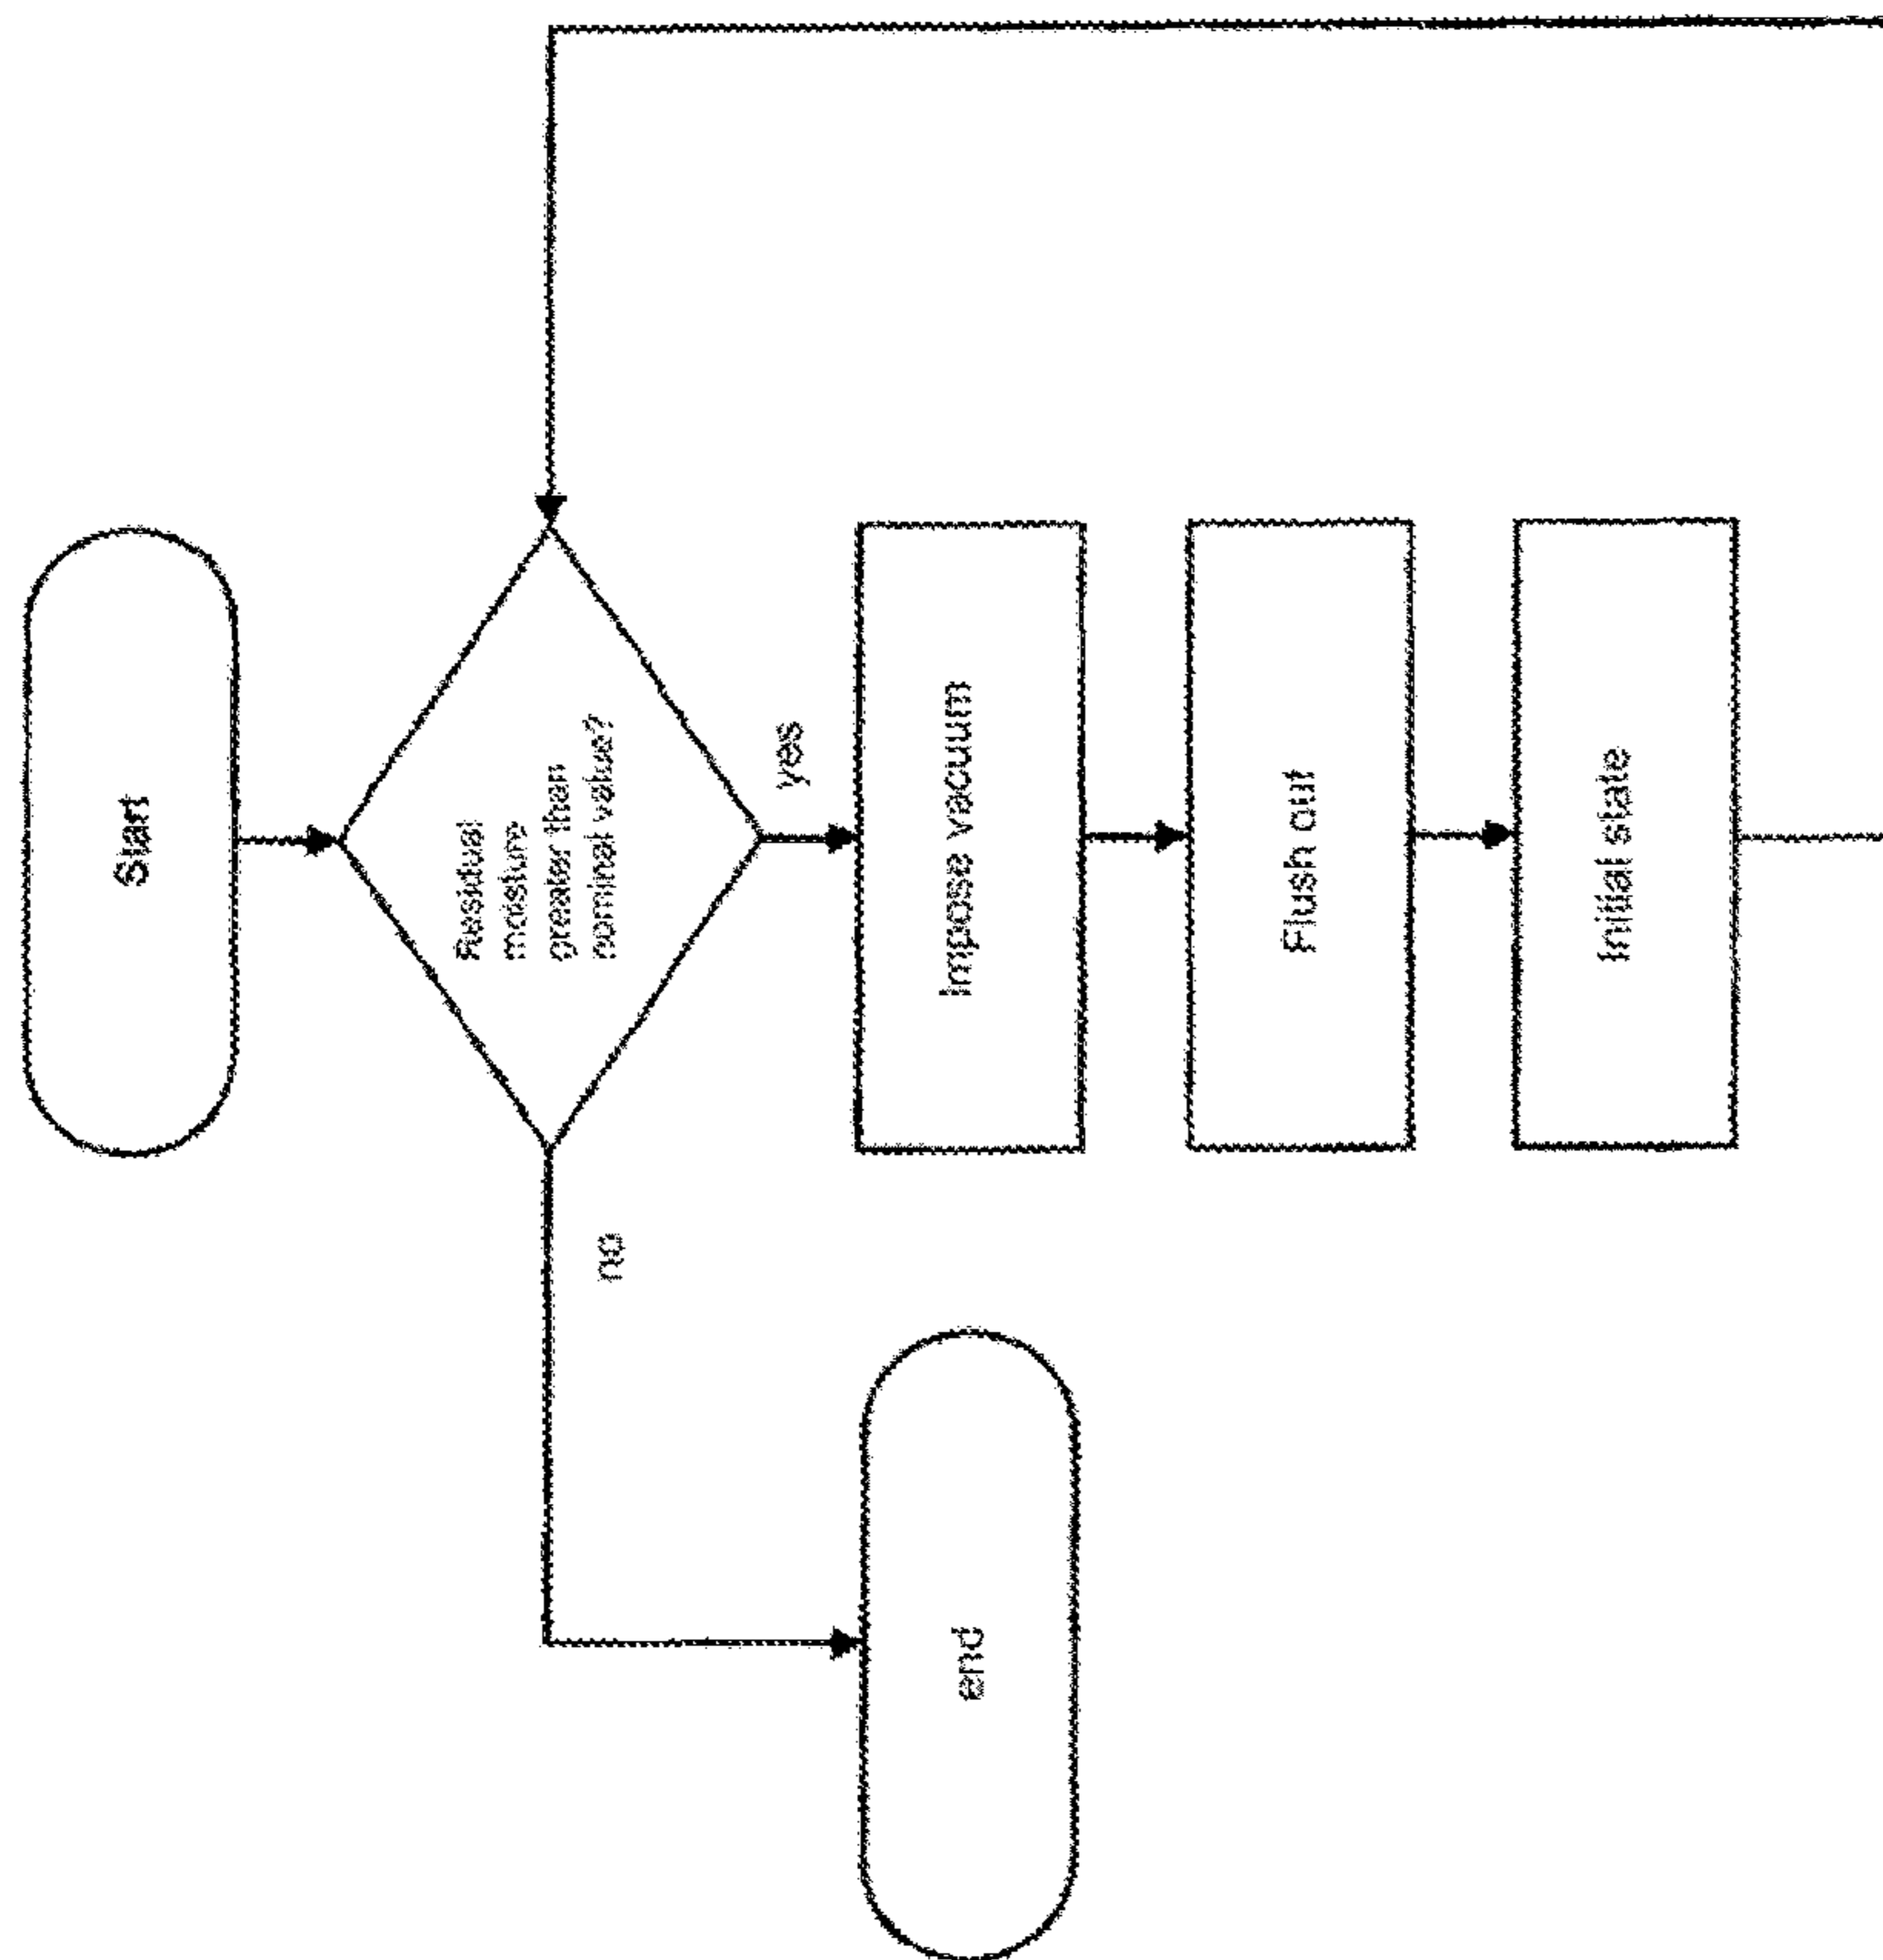 Start
Residual
moisture
greater than
nominal value?
yes
no
Impose vacuum
Flush out
Initial state
end